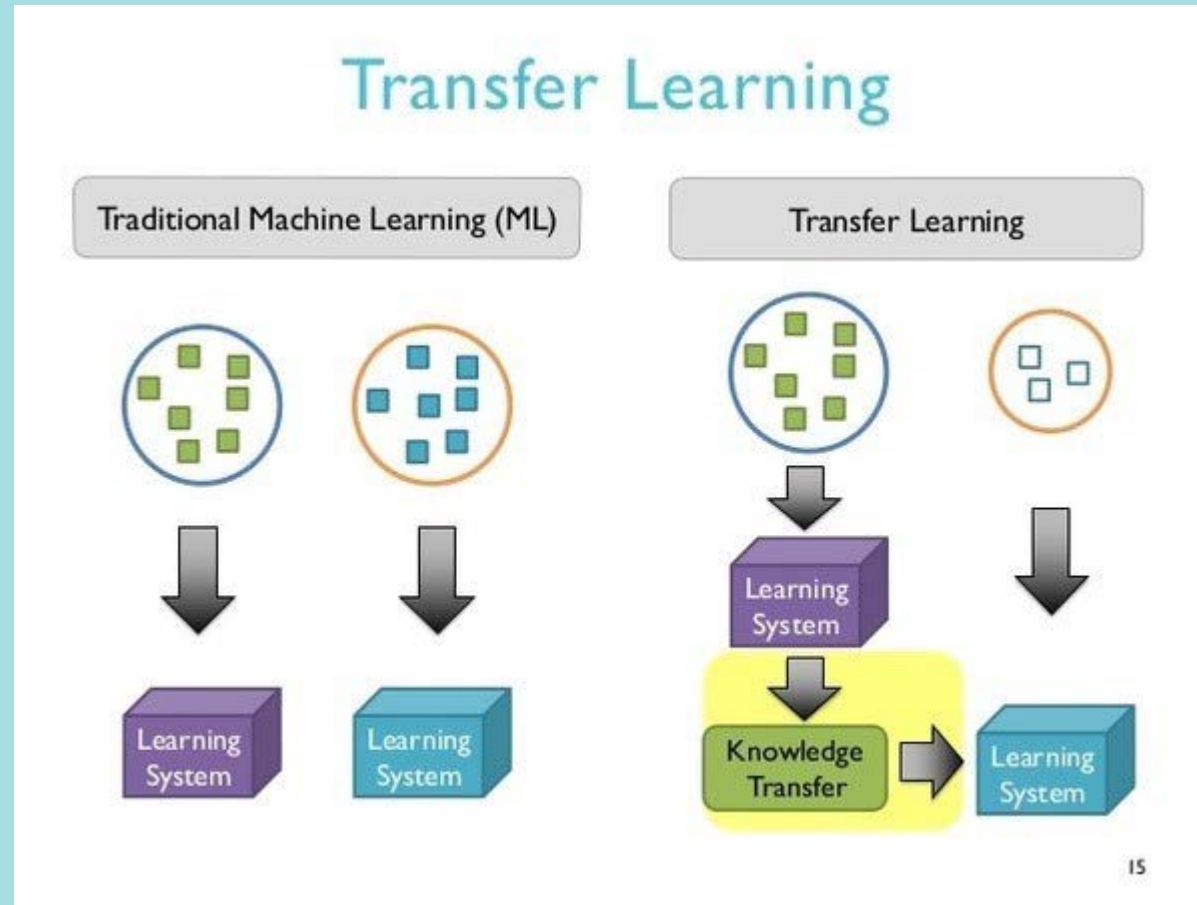 Transfer Learning
Traditional Machine Learning (ML)
Transfer Learning
Learning
System
Learning
System
Learning
System
Knowledge
Transfer
Learning
System
15